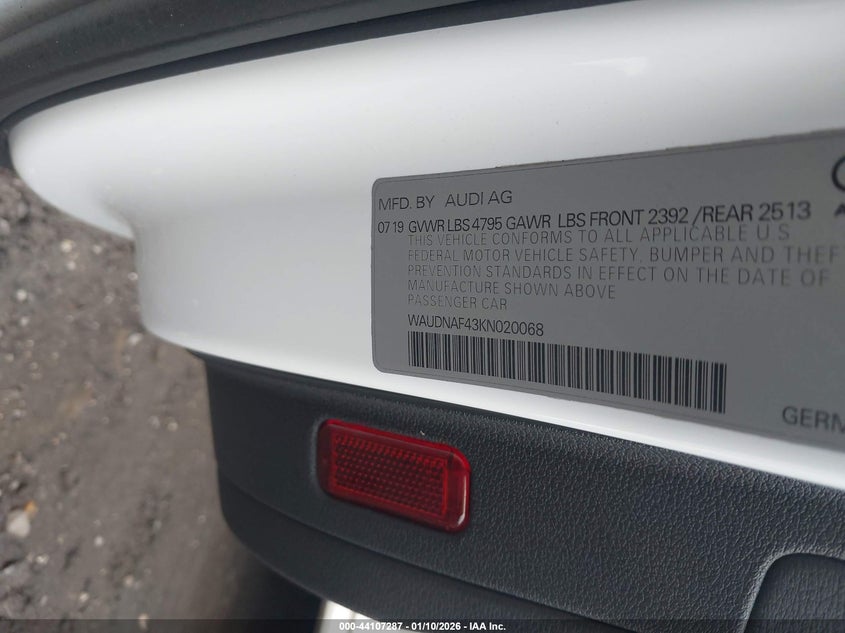 MFD. BY AUDI AG
07 19 GVWR LBS 4795 GAWR LBS FRONT 2392 /REAR 2513
THIS VEHICLE CONFORMS TO ALL APPLICABLE U S
FEDERAL MOTOR VEHICLE SAFETY, BUMPER AND THEF
PREVENTION STANDARDS IN EFFECT ON THE DATE OF
MANUFACTURE SHOWN ABOVE
PASSENGER CAR
WAUDNAF43KN020068
GERM
000-44107287 - 01/10/2026 - IAA Inc.